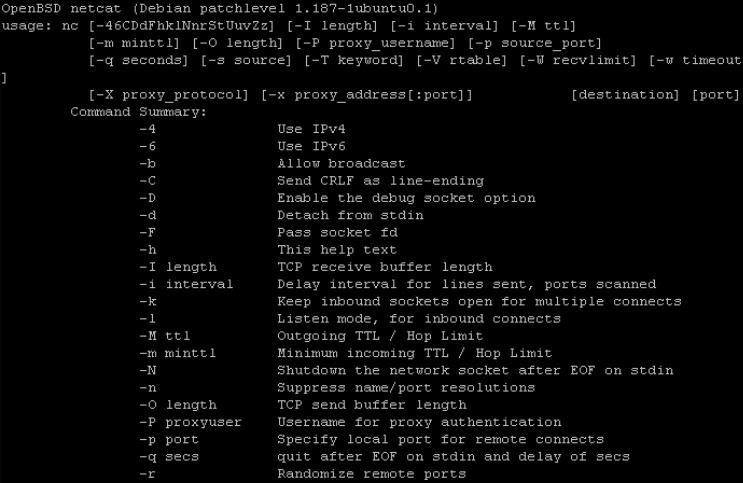 OpenBSD netcat (Debian patchlevel 1.187-1ubuntu0.1)
usage: nc [-46CDdFhklNnrStUuvZz] [-I length] [-i interval] [-M ttl]
[-m minttl] [-O length] [-P proxy_username] [-p source_port]
[-q seconds] [-s source] [-T keyword] [-V rtable] [-W recvlimit] [-w timeout
]
[-X proxy_protocol] [-x proxy_address[:port]] [destination] [port]
Command Summary:
-4 Use IPv4
-6 Use IPv6
-b Allow broadcast
-C Send CRLF as line-ending
-D Enable the debug socket option
-d Detach from stdin
-F Pass socket fd
-h This help text
-I length TCP receive buffer length
-i interval Delay interval for lines sent, ports scanned
-k Keep inbound sockets open for multiple connects
-l Listen mode, for inbound connects
-M ttl Outgoing TTL / Hop Limit
-m minttl Minimum incoming TTL / Hop Limit
-N Shutdown the network socket after EOF on stdin
-n Suppress name/port resolutions
-O length TCP send buffer length
-P proxyuser Username for proxy authentication
-p port Specify local port for remote connects
-q secs quit after EOF on stdin and delay of secs
-r Randomize remote ports